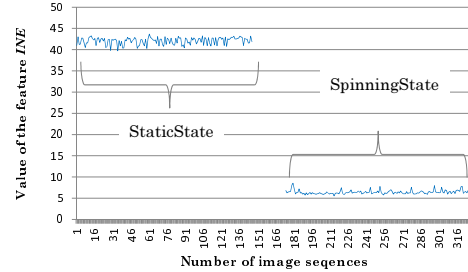 50
45
40
35
30
25
20
15
10
5
0
Value of the feature INE
StaticState
SpinningState
1 16 31 46 61 76 91 106 121 136 151 166 181 196 211 226 241 256 271 286 301 316
Number of image seqences